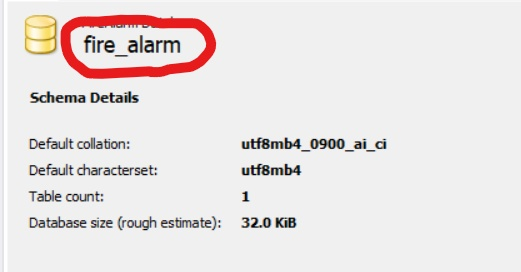 fire_alarm
Schema Details
Default collation: utf8mb4_0900_ai_ci
Default characterset: utf8mb4
Table count: 1
Database size (rough estimate): 32.0 KiB